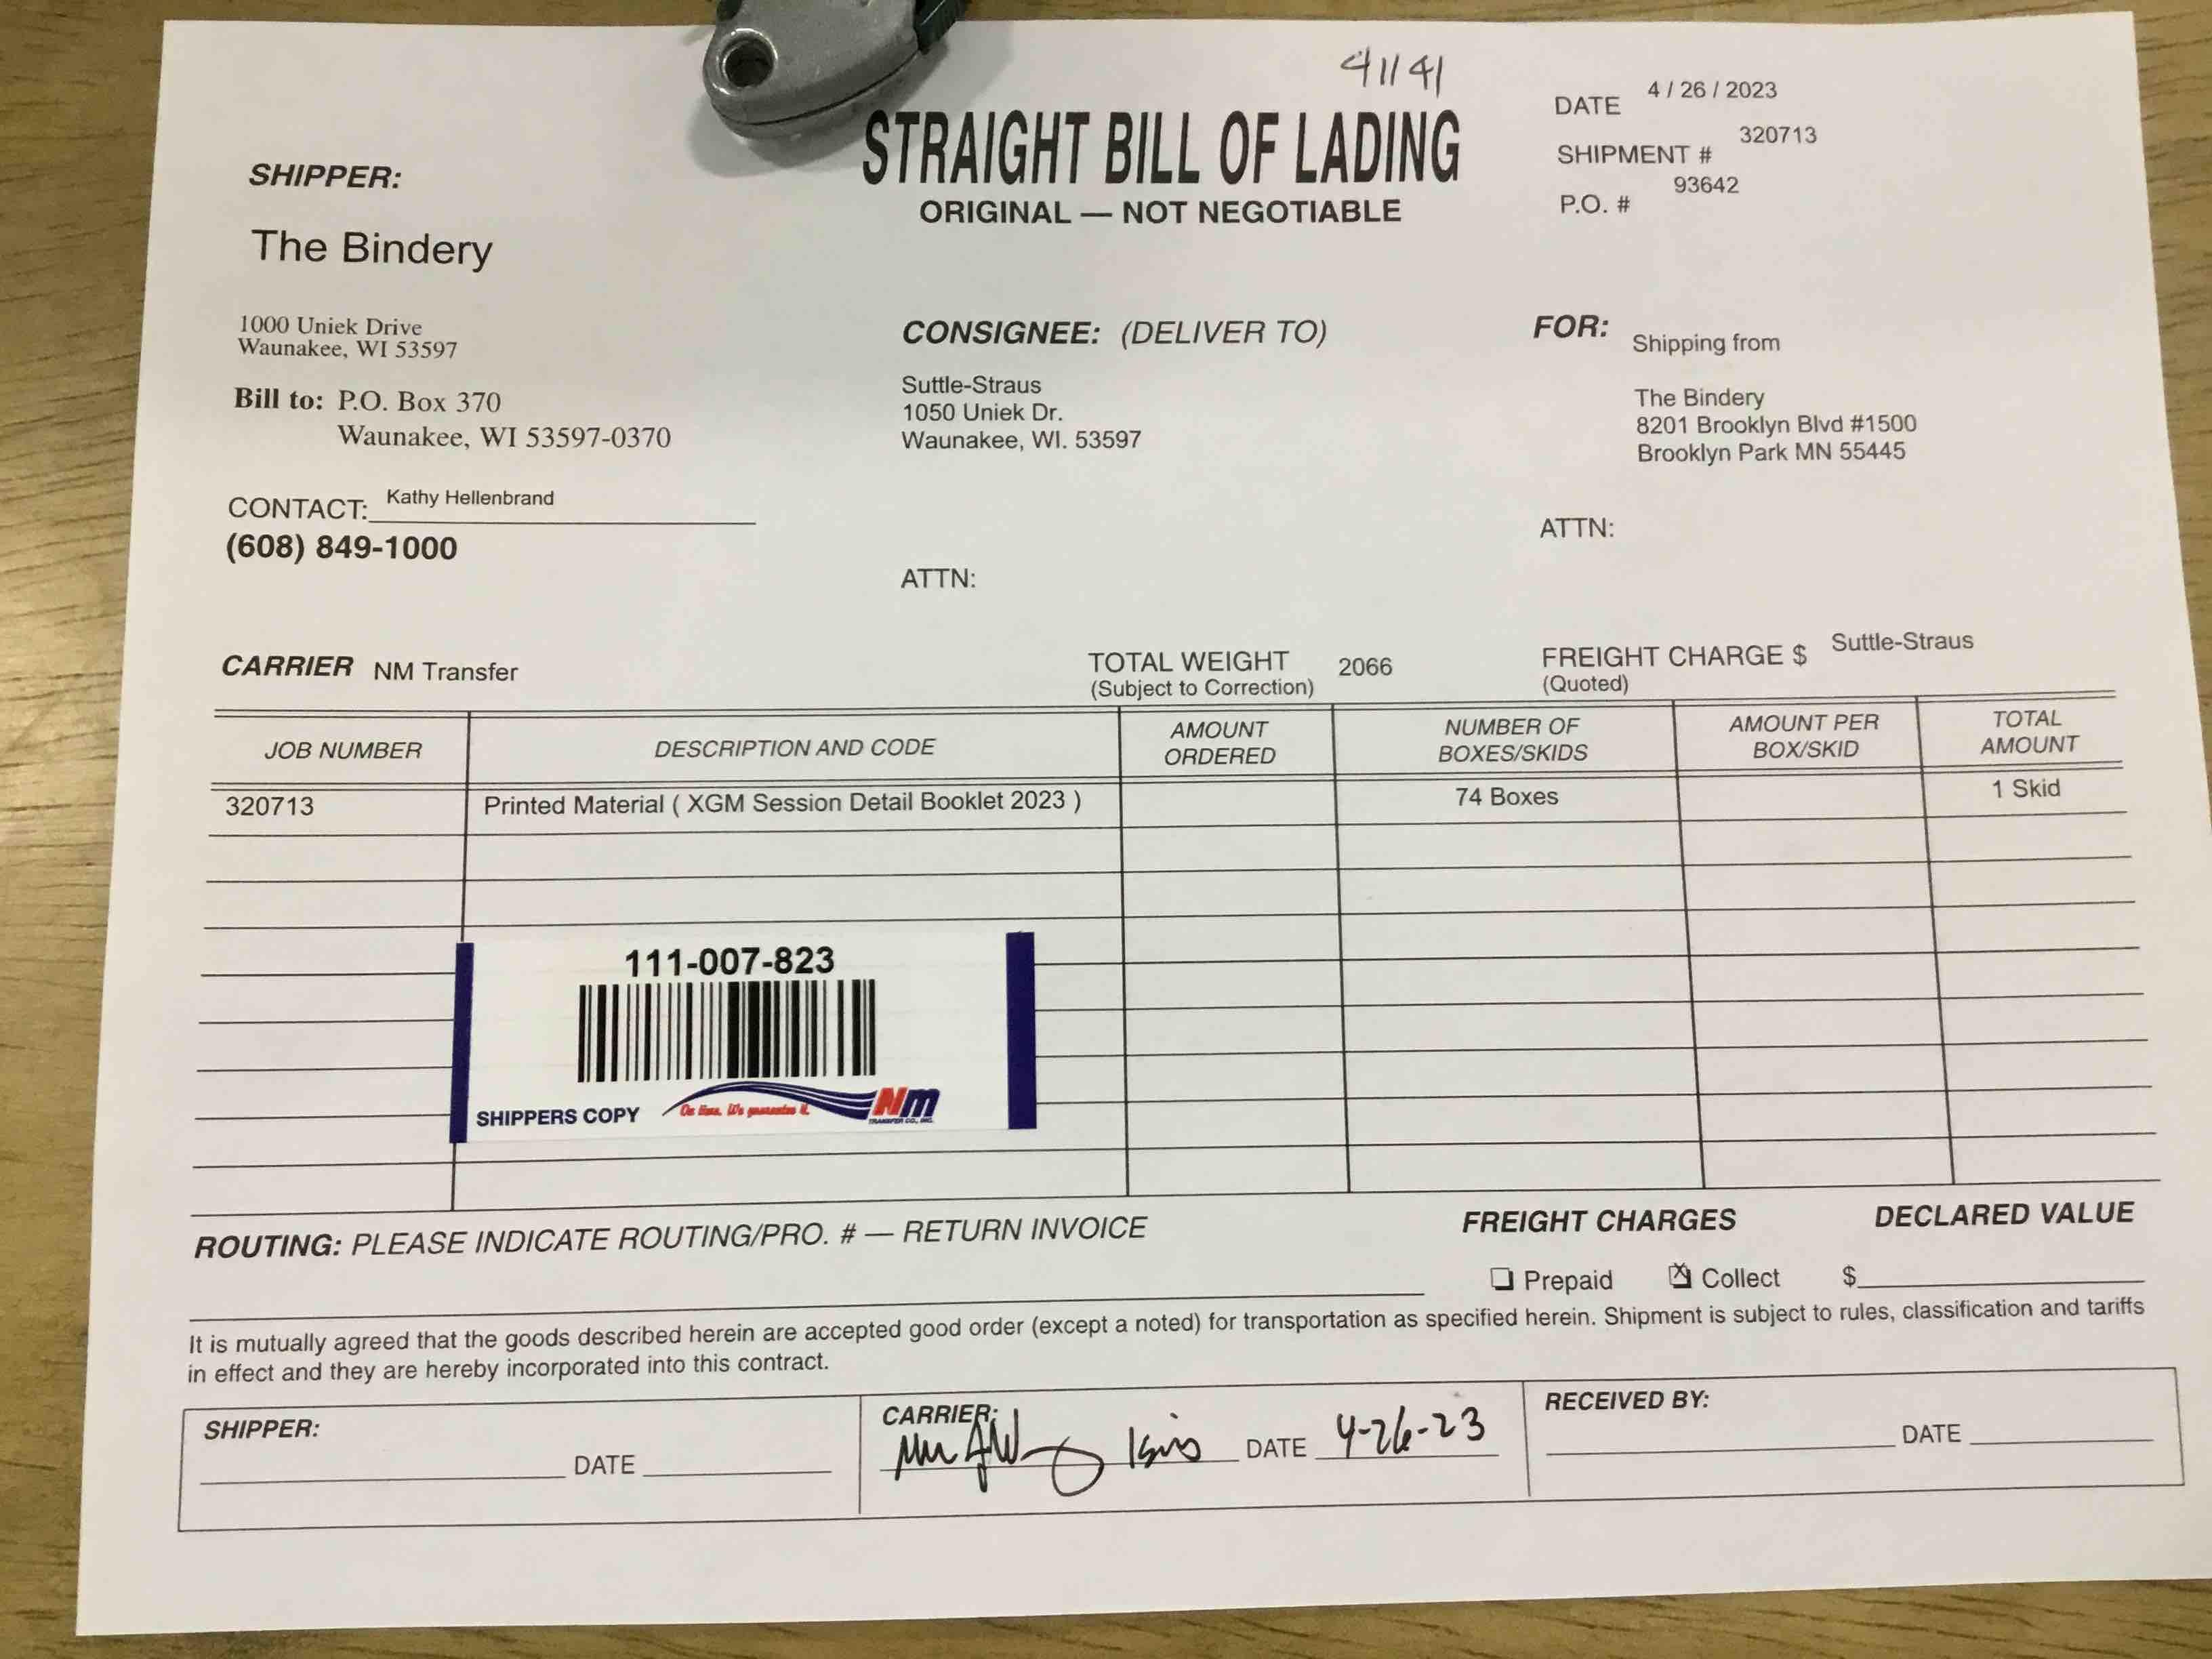 41141
STRAIGHT BILL OF LADING
ORIGINAL — NOT NEGOTIABLE
DATE 4 / 26 / 2023
SHIPMENT # 320713
P.O. # 93642
SHIPPER:
The Bindery
1000 Uniek Drive
Waunakee, WI 53597
Bill to: P.O. Box 370
Waunakee, WI 53597-0370
CONTACT: Kathy Hellenbrand
(608) 849-1000
CONSIGNEE: (DELIVER TO)
Suttle-Straus
1050 Uniek Dr.
Waunakee, WI. 53597
ATTN:
FOR: Shipping from
The Bindery
8201 Brooklyn Blvd #1500
Brooklyn Park MN 55445
ATTN:
CARRIER NM Transfer
TOTAL WEIGHT 2066
(Subject to Correction)
FREIGHT CHARGE $ Suttle-Straus
(Quoted)
JOB NUMBER DESCRIPTION AND CODE AMOUNT ORDERED NUMBER OF BOXES/SKIDS AMOUNT PER BOX/SKID TOTAL AMOUNT
320713 Printed Material ( XGM Session Detail Booklet 2023 ) 74 Boxes 1 Skid
111-007-823
SHIPPERS COPY On time. We guarantee it. Nm
TRANSFER CO., INC.
ROUTING: PLEASE INDICATE ROUTING/PRO. # — RETURN INVOICE
FREIGHT CHARGES DECLARED VALUE
Prepaid Collect $
It is mutually agreed that the goods described herein are accepted good order (except a noted) for transportation as specified herein. Shipment is subject to rules, classification and tariffs
in effect and they are hereby incorporated into this contract.
SHIPPER:
DATE
CARRIER:
DATE 4-26-23
RECEIVED BY:
DATE